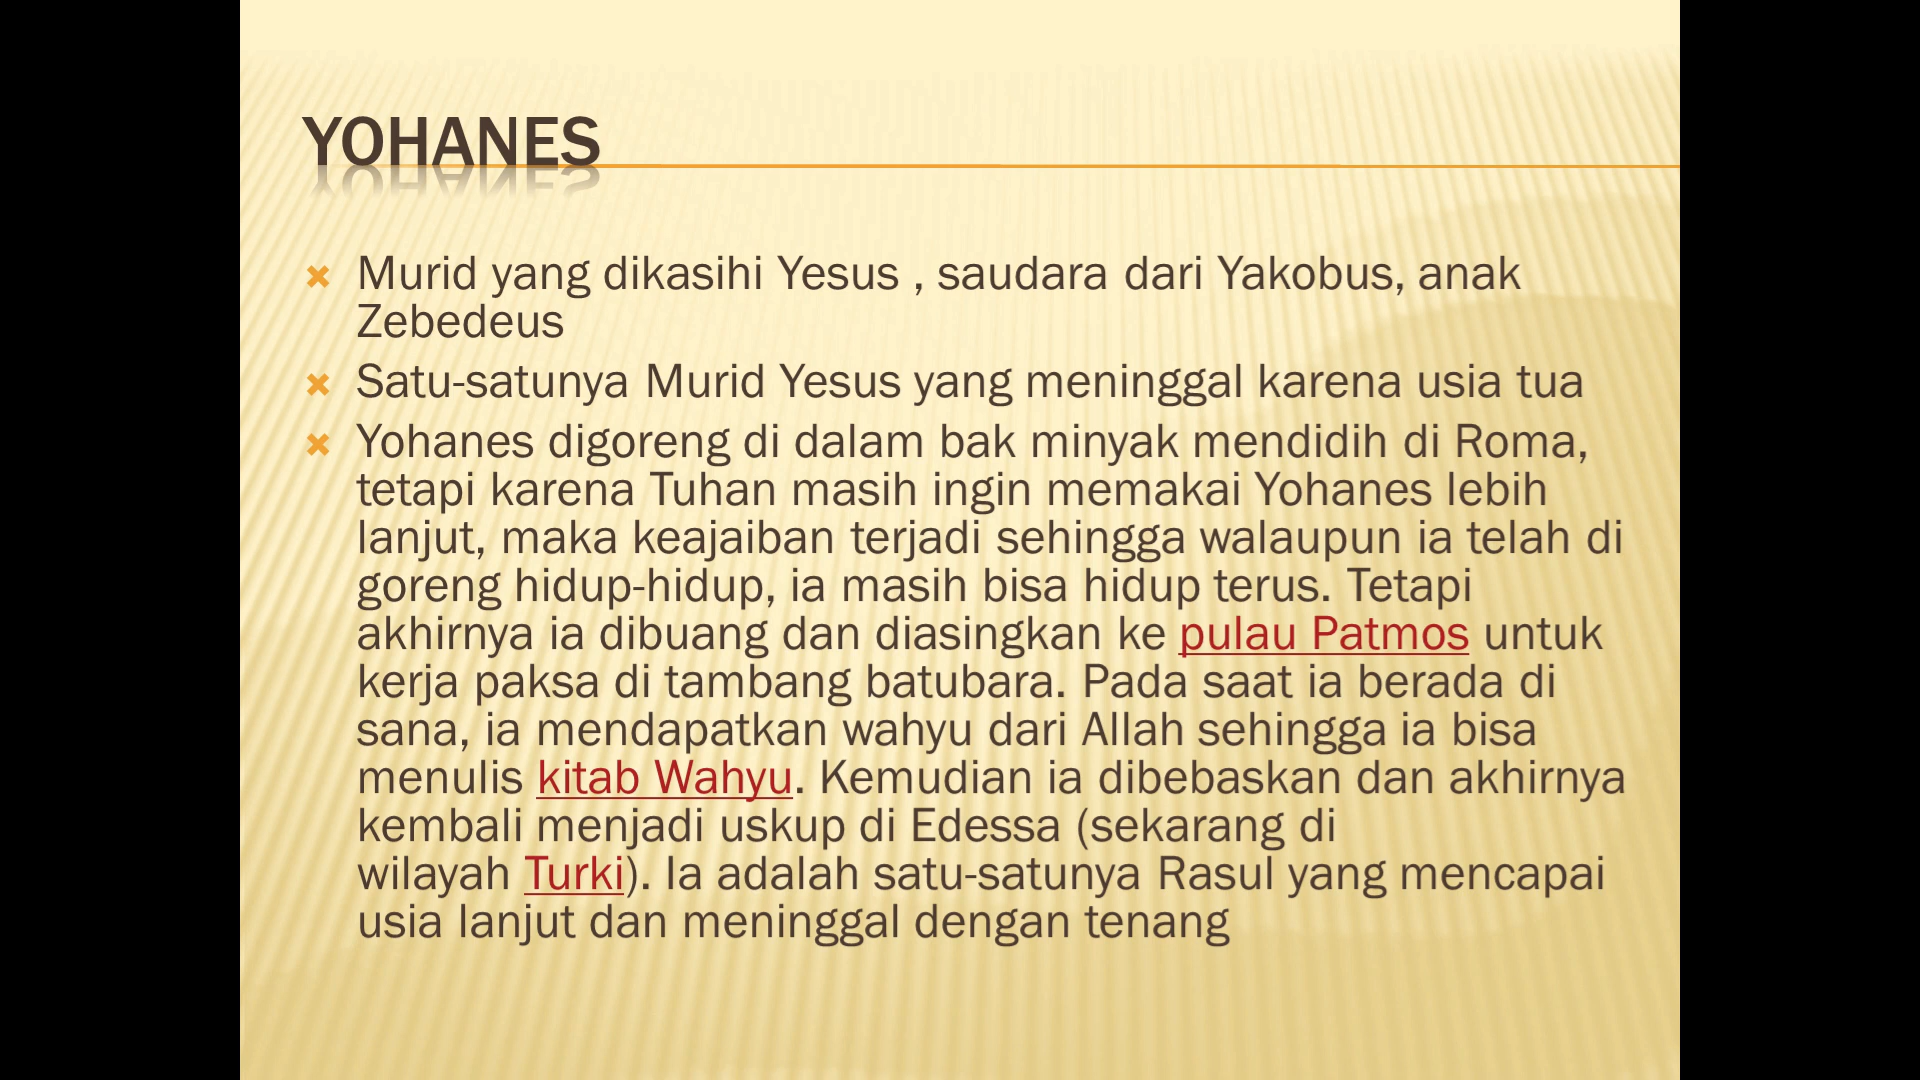 YOHANES
Murid yang dikasihi Yesus , saudara dari Yakobus, anak
Zebedeus
Satu-satunya Murid Yesus yang meninggal karena usia tua
Yohanes digoreng di dalam bak minyak mendidih di Roma,
tetapi karena Tuhan masih ingin memakai Yohanes lebih
lanjut, maka keajaiban terjadi sehingga walaupun ia telah di
goreng hidup-hidup, ia masih bisa hidup terus. Tetapi
akhirnya ia dibuang dan diasingkan ke pulau Patmos untuk
kerja paksa di tambang batubara. Pada saat ia berada di
sana, ia mendapatkan wahyu dari Allah sehingga ia bisa
menulis kitab Wahyu. Kemudian ia dibebaskan dan akhirnya
kembali menjadi uskup di Edessa (sekarang di
wilayah Turki). Ia adalah satu-satunya Rasul yang mencapai
usia lanjut dan meninggal dengan tenang